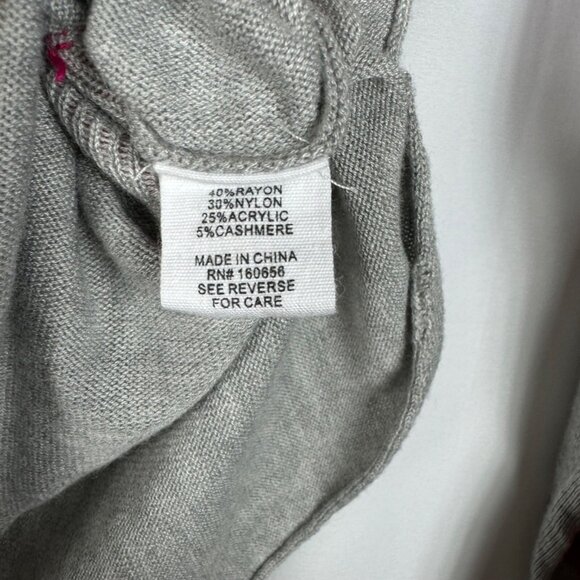 40%RAYON
30%NYLON
25%ACRYLIC
5%CASHMERE
MADE IN CHINA
RN# 160656
SEE REVERSE
FOR CARE